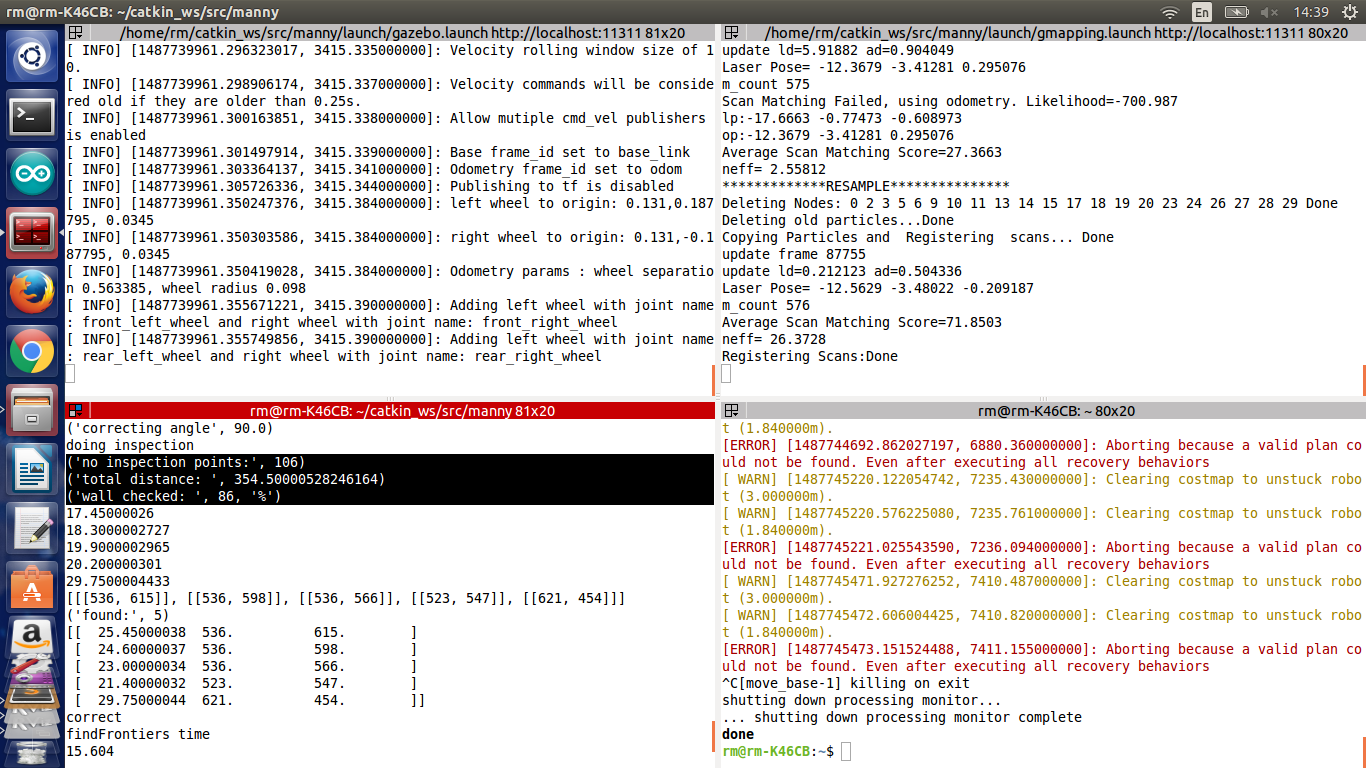 rm@rm-K46CB: ~/catkin_ws/src/manny
En
14:39
/home/rm/catkin_ws/src/manny/launch/gazebo.launch http://localhost:11311 81x20
[ INFO] [1487739961.296323017, 3415.335000000]: Velocity rolling window size of 1
0.
[ INFO] [1487739961.298906174, 3415.337000000]: Velocity commands will be conside
red old if they are older than 0.25s.
[ INFO] [1487739961.300163851, 3415.338000000]: Allow mutiple cmd_vel publishers
is enabled
[ INFO] [1487739961.301497914, 3415.339000000]: Base frame_id set to base_link
[ INFO] [1487739961.303364137, 3415.341000000]: Odometry frame_id set to odom
[ INFO] [1487739961.305726336, 3415.344000000]: Publishing to tf is disabled
[ INFO] [1487739961.350247376, 3415.384000000]: left wheel to origin: 0.131,0.187
795, 0.0345
[ INFO] [1487739961.350303586, 3415.384000000]: right wheel to origin: 0.131,-0.1
87795, 0.0345
[ INFO] [1487739961.350419028, 3415.384000000]: Odometry params : wheel separatio
n 0.563385, wheel radius 0.098
[ INFO] [1487739961.355671221, 3415.390000000]: Adding left wheel with joint name
: front_left_wheel and right wheel with joint name: front_right_wheel
[ INFO] [1487739961.355749856, 3415.390000000]: Adding left wheel with joint name
: rear_left_wheel and right wheel with joint name: rear_right_wheel
/home/rm/catkin_ws/src/manny/launch/gmapping.launch http://localhost:11311 80x20
update ld=5.91882 ad=0.904049
Laser Pose= -12.3679 -3.41281 0.295076
m_count 575
Scan Matching Failed, using odometry. Likelihood=-700.987
lp:-17.6663 -0.77473 -0.608973
op:-12.3679 -3.41281 0.295076
Average Scan Matching Score=27.3663
neff= 2.55812
*************RESAMPLE***************
Deleting Nodes: 0 2 3 5 6 9 10 11 13 14 15 17 18 19 20 23 24 26 27 28 29 Done
Deleting old particles...Done
Copying Particles and  Registering  scans... Done
update frame 87755
update ld=0.212123 ad=0.504336
Laser Pose= -12.5629 -3.48022 -0.209187
m_count 576
Average Scan Matching Score=71.8503
neff= 26.3728
Registering Scans:Done
rm@rm-K46CB: ~/catkin_ws/src/manny 81x20
('correcting angle', 90.0)
doing inspection
('no inspection points:', 106)
('total distance: ', 354.50000528246164)
('wall checked: ', 86, '%')
17.45000026
18.3000002727
19.9000002965
20.200000301
29.7500004433
[[[536, 615]], [[536, 598]], [[536, 566]], [[523, 547]], [[621, 454]]]
('found:', 5)
[[  25.45000038  536.          615.        ]
 [  24.60000037  536.          598.        ]
 [  23.00000034  536.          566.        ]
 [  21.40000032  523.          547.        ]
 [  29.75000044  621.          454.        ]]
correct
findFrontiers time
15.604
rm@rm-K46CB: ~ 80x20
t (1.840000m).
[ERROR] [1487744692.862027197, 6880.360000000]: Aborting because a valid plan co
uld not be found. Even after executing all recovery behaviors
[ WARN] [1487745220.122054742, 7235.430000000]: Clearing costmap to unstuck robo
t (3.000000m).
[ WARN] [1487745220.576225080, 7235.761000000]: Clearing costmap to unstuck robo
t (1.840000m).
[ERROR] [1487745221.025543590, 7236.094000000]: Aborting because a valid plan co
uld not be found. Even after executing all recovery behaviors
[ WARN] [1487745471.927276252, 7410.487000000]: Clearing costmap to unstuck robo
t (3.000000m).
[ WARN] [1487745472.606004425, 7410.820000000]: Clearing costmap to unstuck robo
t (1.840000m).
[ERROR] [1487745473.151524488, 7411.155000000]: Aborting because a valid plan co
uld not be found. Even after executing all recovery behaviors
^C[move_base-1] killing on exit
shutting down processing monitor...
... shutting down processing monitor complete
done
rm@rm-K46CB:~$